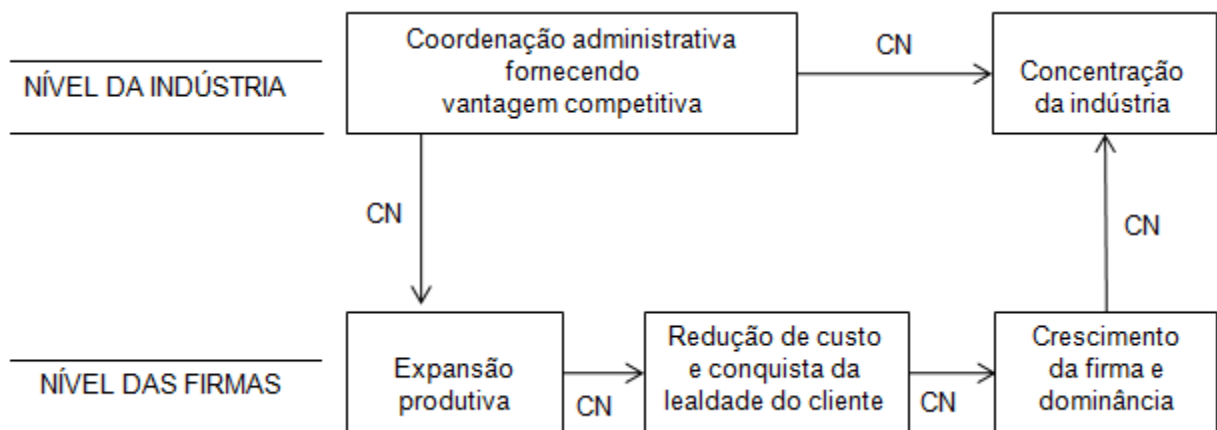 NÍVEL DA INDÚSTRIA
Coordenação administrativa
fornecendo
vantagem competitiva
CN
Concentração
da indústria
CN
CN
NÍVEL DAS FIRMAS
Expansão
produtiva
CN
Redução de custo
e conquista da
lealdade do cliente
CN
Crescimento
da firma e
dominância